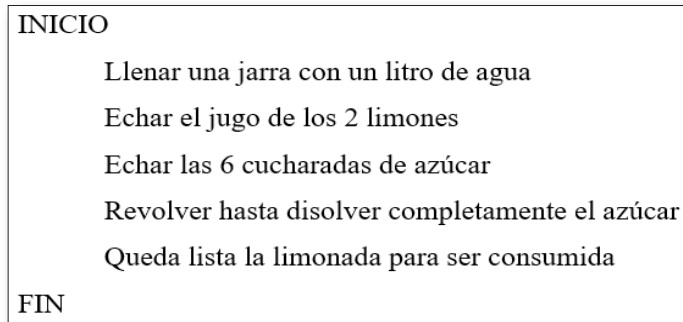 INICIO
Llenar una jarra con un litro de agua
Echar el jugo de los 2 limones
Echar las 6 cucharadas de azúcar
Revolver hasta disolver completamente el azúcar
Queda lista la limonada para ser consumida
FIN